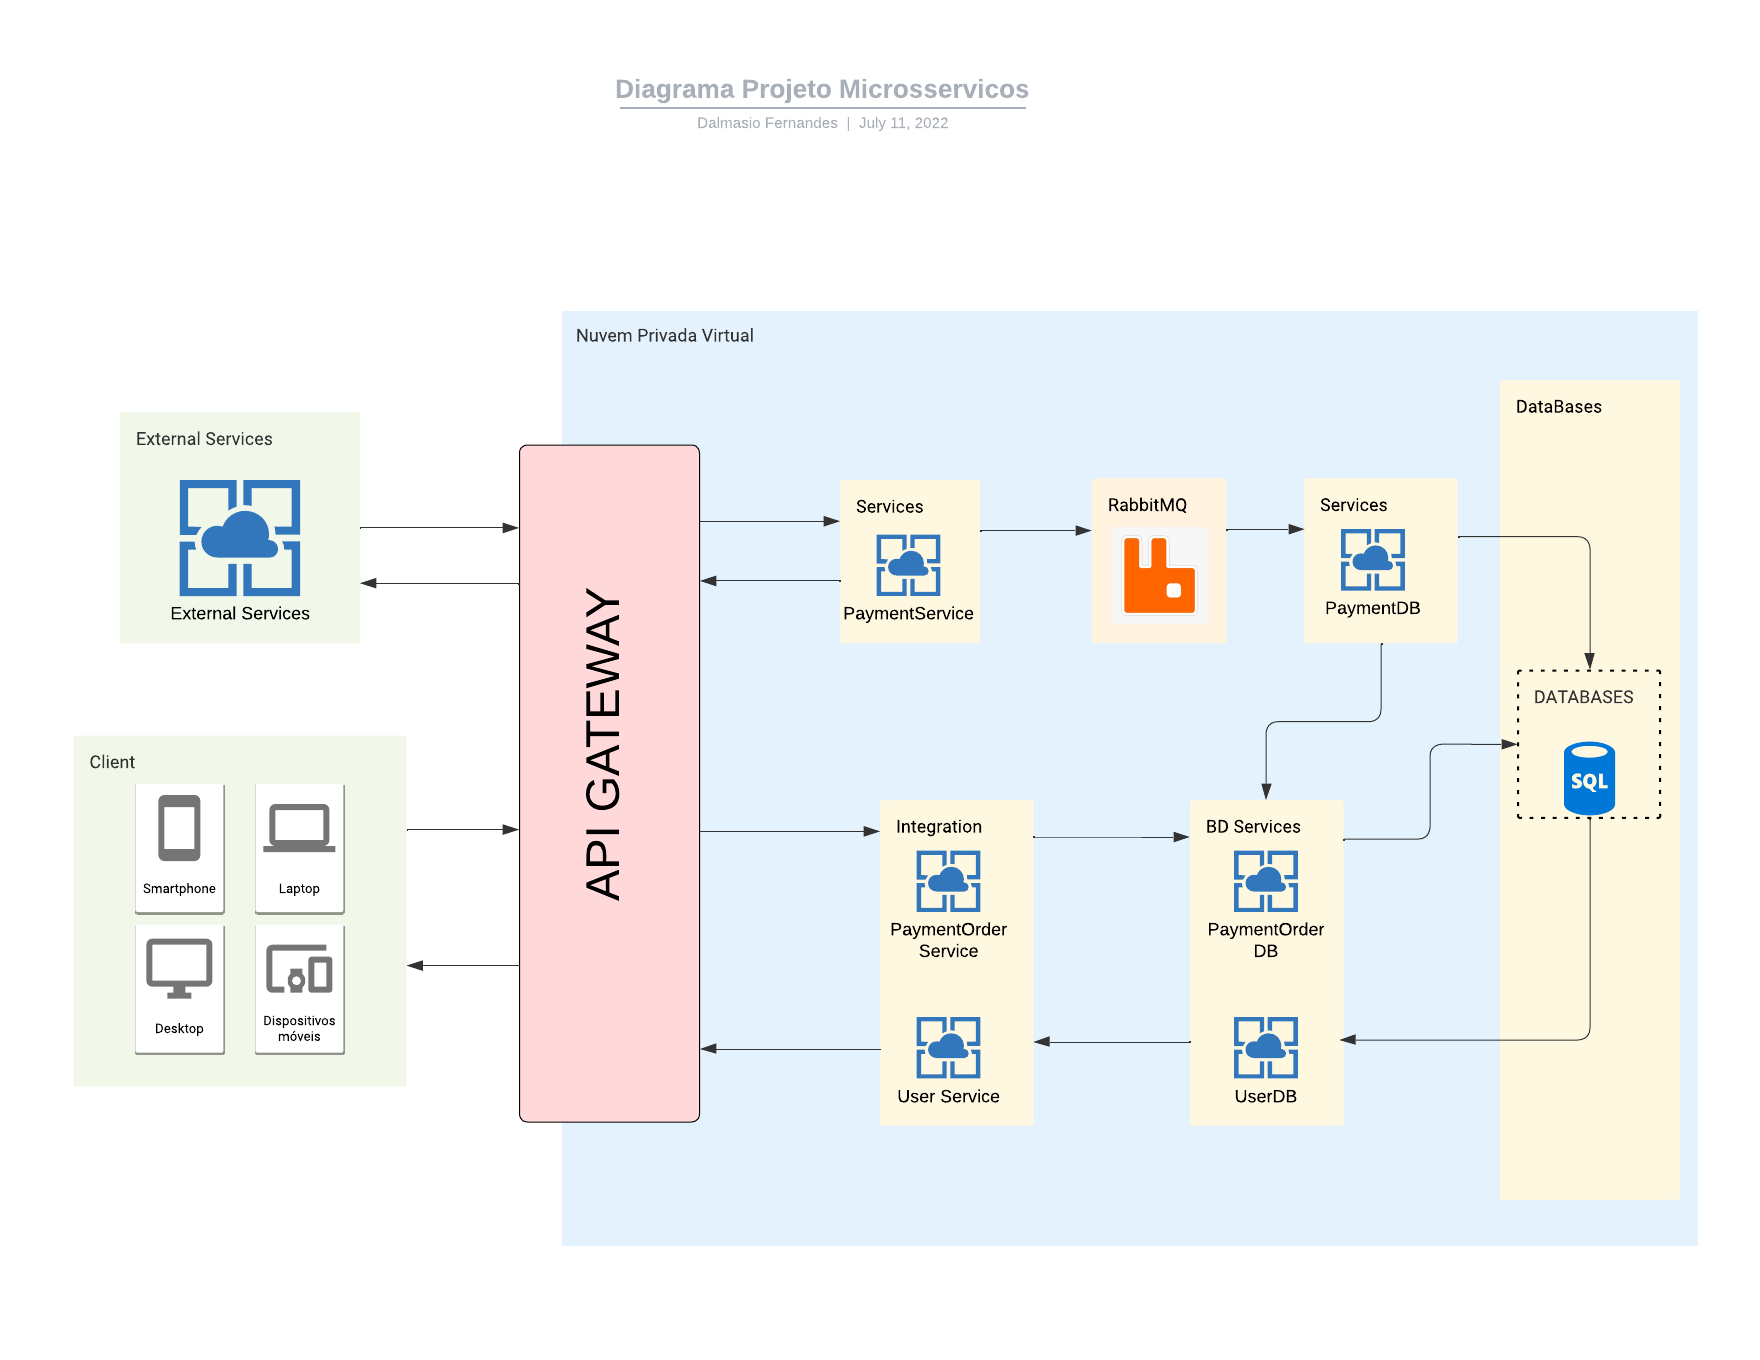 Diagrama Projeto Microsservicos
Dalmasio Fernandes | July 11, 2022
Nuvem Privada Virtual
External Services
External Services
Client
Smartphone
Laptop
Desktop
Dispositivos
móveis
API GATEWAY
Services
PaymentService
RabbitMQ
Services
PaymentDB
Integration
PaymentOrder
Service
User Service
BD Services
PaymentOrder
DB
UserDB
DataBases
DATABASES
SQL